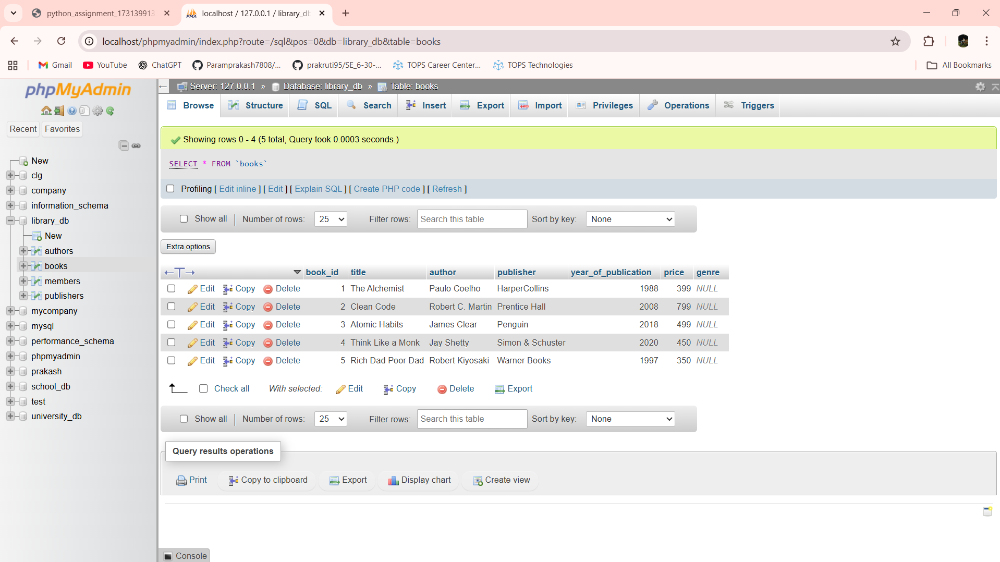 python_assignment_173139913
localhost / 127.0.0.1 / library_db
localhost/phpmyadmin/index.php?route=/sql&pos=0&db=library_db&table=books
Gmail YouTube ChatGPT Paramprakash7808/... prakruti95/SE_6-30-... TOPS Career Center... TOPS Technologies All Bookmarks
phpMyAdmin
Recent Favorites
New
clg
company
information_schema
library_db
New
authors
books
members
publishers
mycompany
mysql
performance_schema
phpmyadmin
prakash
school_db
test
university_db
Server: 127.0.0.1 » Database: library_db » Table: books
Browse Structure SQL Search Insert Export Import Privileges Operations Triggers
Showing rows 0 - 4 (5 total, Query took 0.0003 seconds.)
SELECT * FROM `books`
Profiling [ Edit inline ] [ Edit ] [ Explain SQL ] [ Create PHP code ] [ Refresh ]
Show all Number of rows: 25 Filter rows: Search this table Sort by key: None
Extra options
book_id title author publisher year_of_publication price genre
Edit Copy Delete 1 The Alchemist Paulo Coelho HarperCollins 1988 399 NULL
Edit Copy Delete 2 Clean Code Robert C. Martin Prentice Hall 2008 799 NULL
Edit Copy Delete 3 Atomic Habits James Clear Penguin 2018 499 NULL
Edit Copy Delete 4 Think Like a Monk Jay Shetty Simon & Schuster 2020 450 NULL
Edit Copy Delete 5 Rich Dad Poor Dad Robert Kiyosaki Warner Books 1997 350 NULL
Check all With selected: Edit Copy Delete Export
Show all Number of rows: 25 Filter rows: Search this table Sort by key: None
Query results operations
Print Copy to clipboard Export Display chart Create view
Console